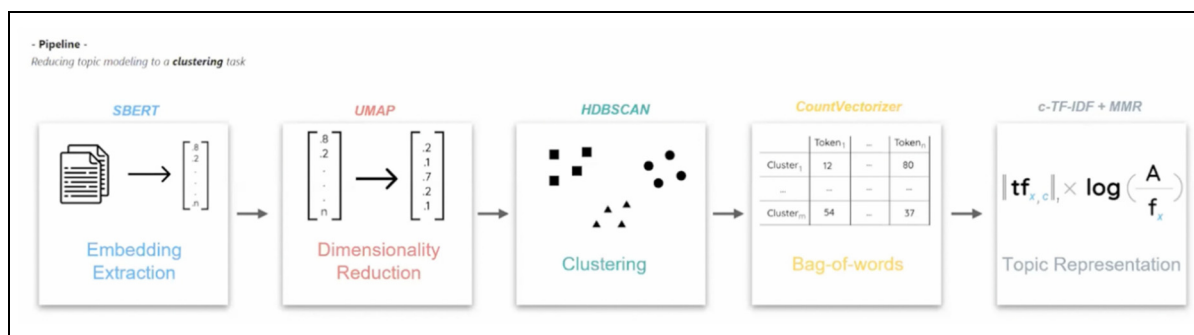 - Pipeline -
Reducing topic modeling to a clustering task
SBERT
.8
.2
.
.
.
.n
Embedding
Extraction
UMAP
.8
.2
.
.
.
n
.2
.1
.7
.2
.1
Dimensionality
Reduction
HDBSCAN
Clustering
CountVectorizer
Token₁ ... Tokenₙ
Cluster₁ 12 ... 80
... ... ... ...
Clusterₘ 54 ... 37
Bag-of-words
c-TF-IDF + MMR
‖tfₓ,c‖₁ × log (A / fₓ)
Topic Representation